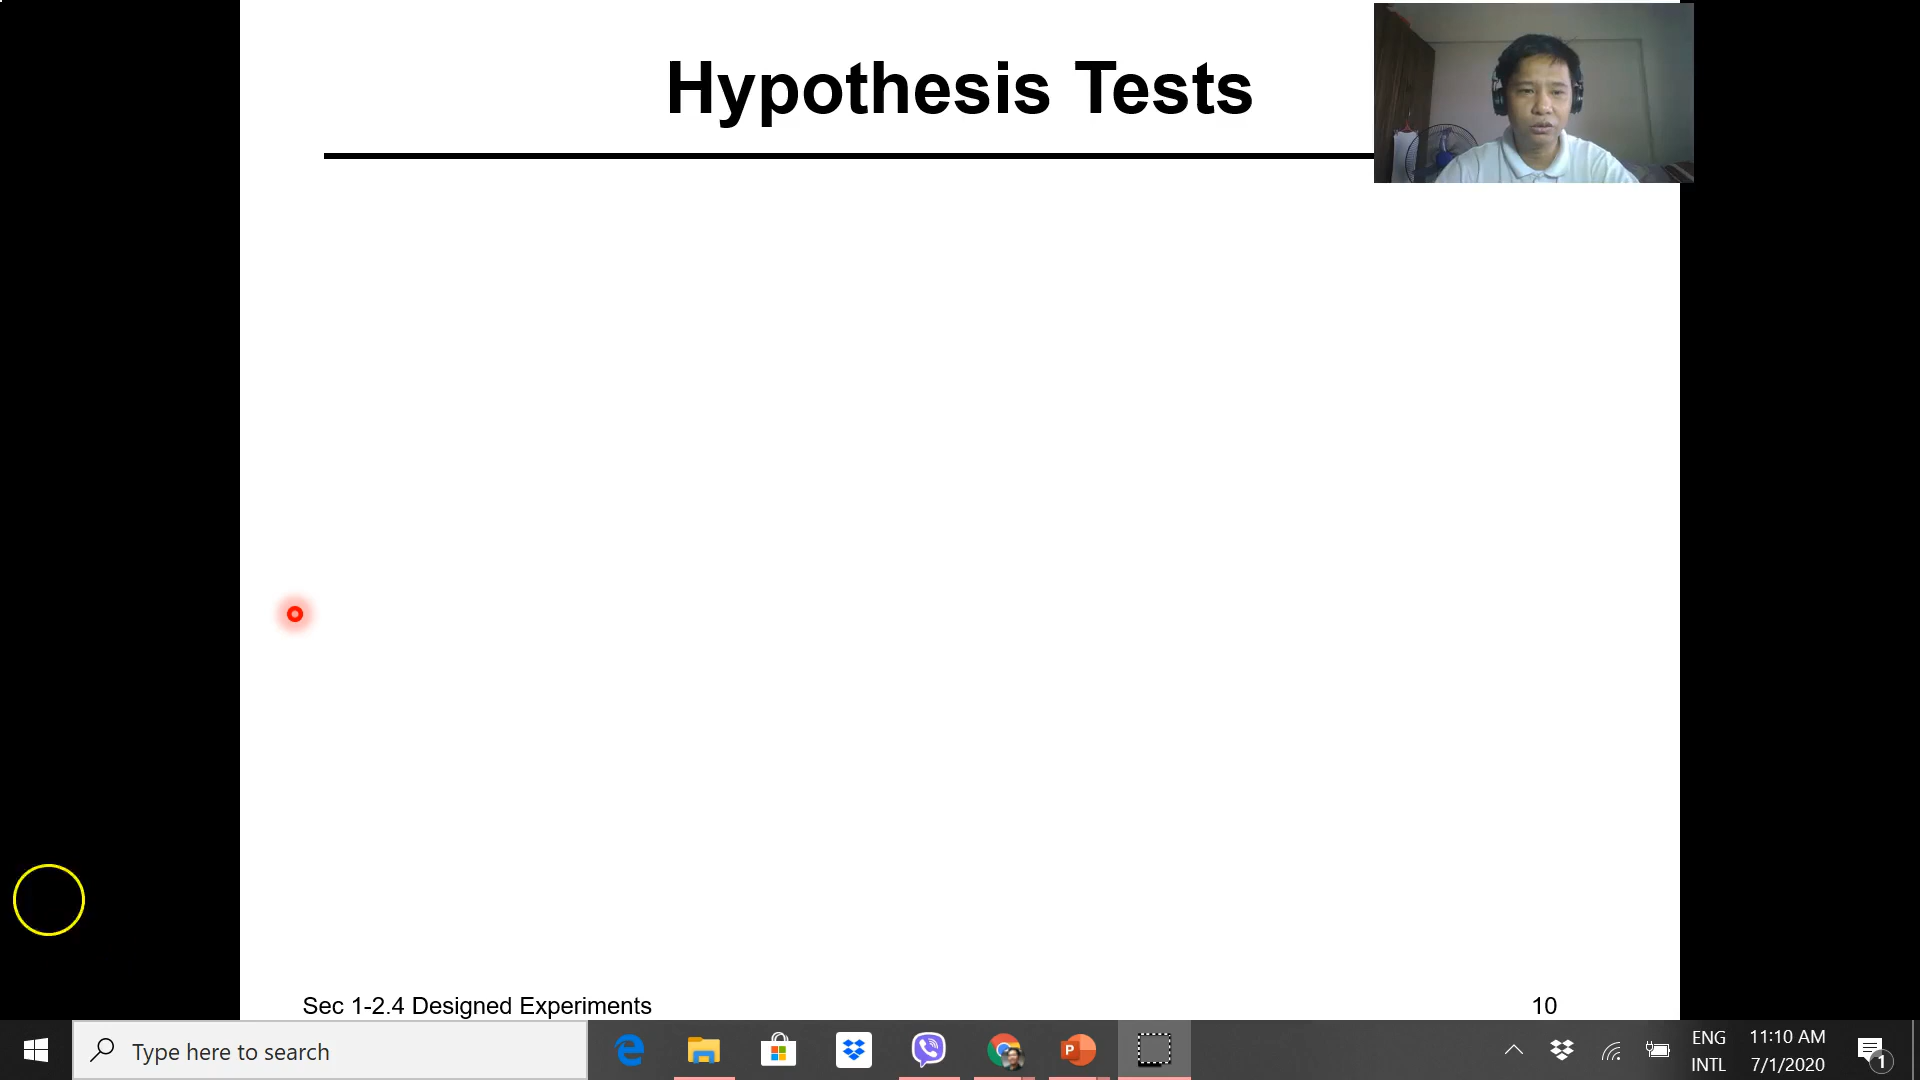 Hypothesis Tests
Sec 1-2.4 Designed Experiments
10
Type here to search
P
ENG
INTL
11:10 AM
7/1/2020
1